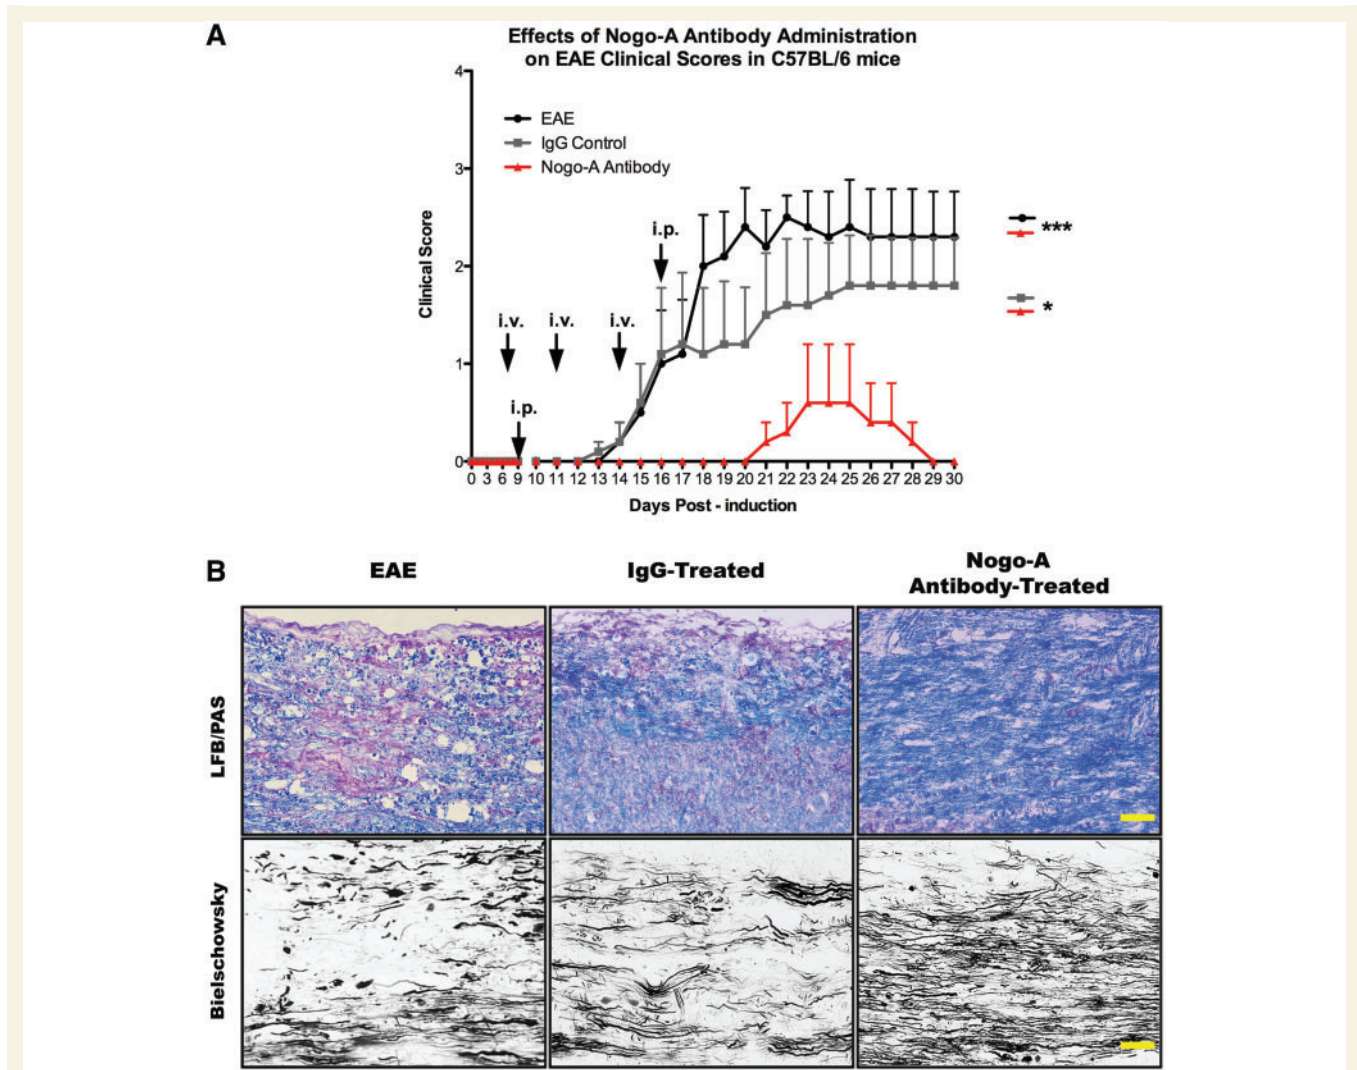 A
Effects of Nogo-A Antibody Administration
on EAE Clinical Scores in C57BL/6 mice
4
EAE
IgG Control
Nogo-A Antibody
3
Clinical Score
i.p.
***
2
*
i.v. i.v. i.v.
1
i.p.
0
0 3 6 9 10 11 12 13 14 15 16 17 18 19 20 21 22 23 24 25 26 27 28 29 30
Days Post - induction
B
EAE
IgG-Treated
Nogo-A
Antibody-Treated
LFB/PAS
Bielschowsky